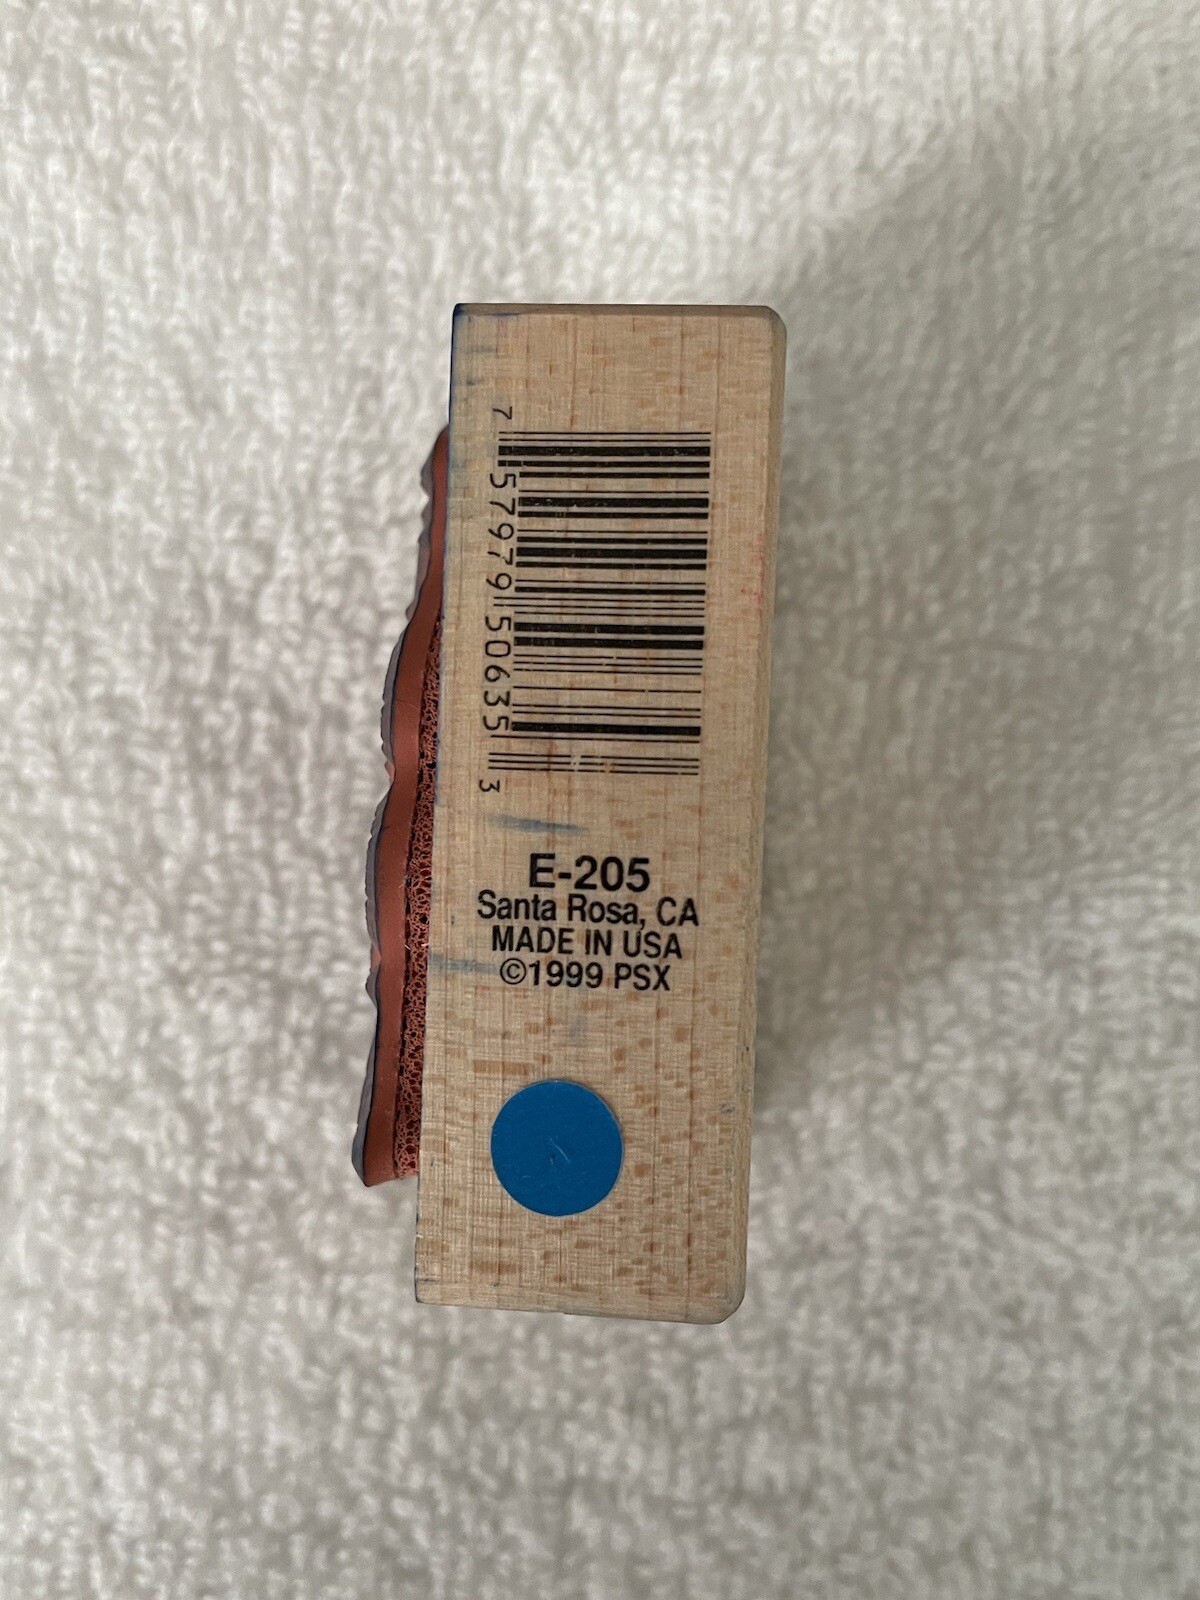 7 57979 50635 3
E-205
Santa Rosa, CA
MADE IN USA
©1999 PSX